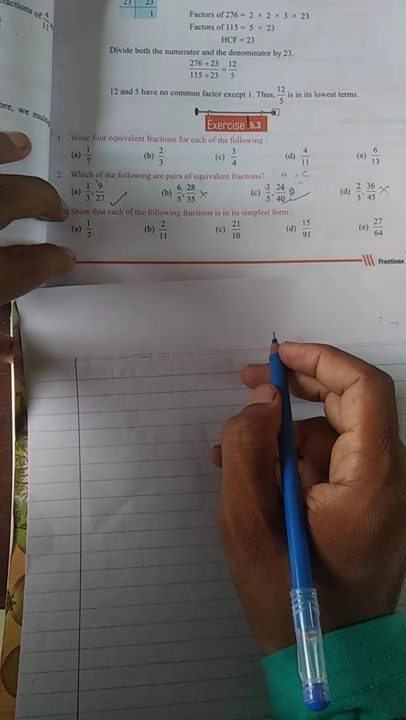 23 23
1
Factors of 276 = 2 × 2 × 3 × 23
Factors of 115 = 5 × 23
HCF = 23
Divide both the numerator and the denominator by 23.
276 ÷ 23 / 115 ÷ 23 = 12/5
12 and 5 have no common factor except 1. Thus, 12/5 is in its lowest terms.
Exercise 5.3
1. Write four equivalent fractions for each of the following :
(a) 1/7 (b) 2/3 (c) 3/4 (d) 4/11 (e) 6/13
2. Which of the following are pairs of equivalent fractions? a, c
(a) 1/3, 9/27 ✓ (b) 6/5, 28/35 × (c) 3/5, 24/40 ✓ (d) 2/3, 36/45 ×
Show that each of the following fractions is in its simplest form :
(a) 1/7 (b) 2/11 (c) 21/10 (d) 15/91 (e) 27/64
Fractions